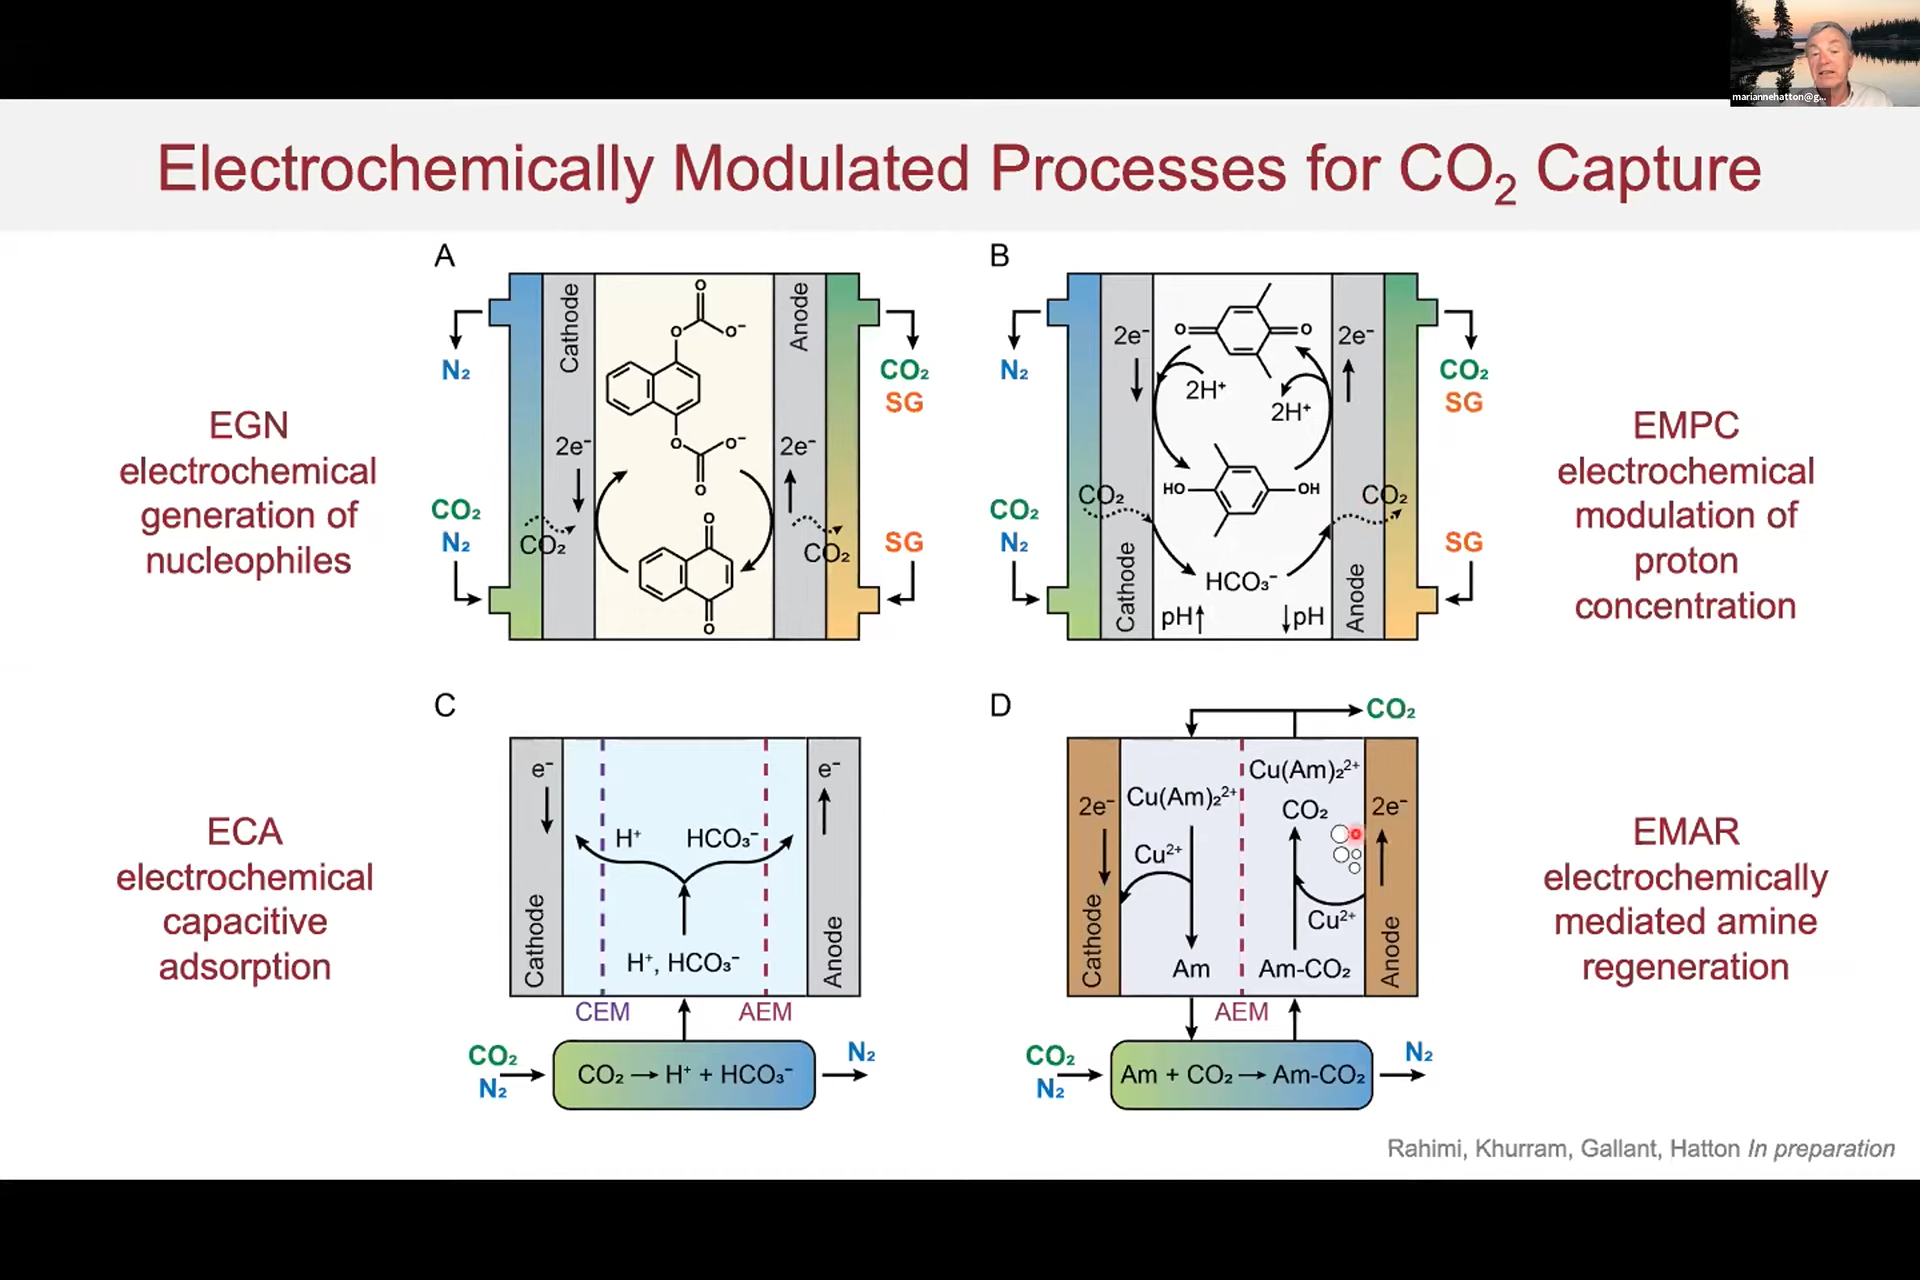 mariannehatton@g...
Electrochemically Modulated Processes for CO₂ Capture
EGN
electrochemical
generation of
nucleophiles
A
Cathode
Anode
2e⁻
2e⁻
N₂
CO₂
N₂
CO₂
CO₂
CO₂
SG
SG
O
O
O⁻
O
O⁻
O
O
O
B
2e⁻
2e⁻
O
O
2H⁺
2H⁺
HO
OH
CO₂
CO₂
HCO₃⁻
pH
pH
Cathode
Anode
N₂
CO₂
N₂
CO₂
SG
SG
EMPC
electrochemical
modulation of
proton
concentration
ECA
electrochemical
capacitive
adsorption
C
e⁻
e⁻
H⁺
HCO₃⁻
H⁺, HCO₃⁻
Cathode
Anode
CEM
AEM
CO₂
N₂
CO₂ → H⁺ + HCO₃⁻
N₂
D
CO₂
2e⁻
Cu(Am)₂²⁺
Cu(Am)₂²⁺
CO₂
2e⁻
Cu²⁺
Cu²⁺
Am
Am-CO₂
Cathode
Anode
AEM
CO₂
N₂
Am + CO₂ → Am-CO₂
N₂
EMAR
electrochemically
mediated amine
regeneration
Rahimi, Khurram, Gallant, Hatton In preparation